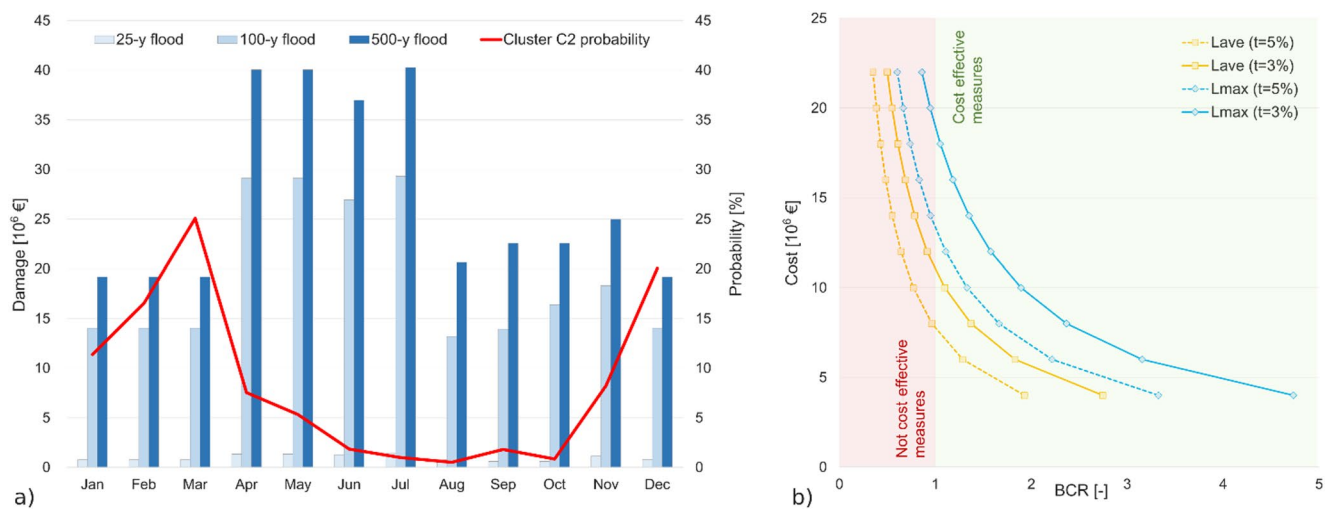 25-y flood 100-y flood 500-y flood Cluster C2 probability
Damage [10⁶ €]
45
40
35
30
25
20
15
10
5
0
Probability [%]
45
40
35
30
25
20
15
10
5
0
Jan Feb Mar Apr May Jun Jul Aug Sep Oct Nov Dec
a)
Lave (t=5%)
Lave (t=3%)
Lmax (t=5%)
Lmax (t=3%)
Cost effective
measures
Not cost effective
measures
Cost [10⁶ €]
25
20
15
10
5
0
0 1 2 3 4 5
BCR [-]
b)